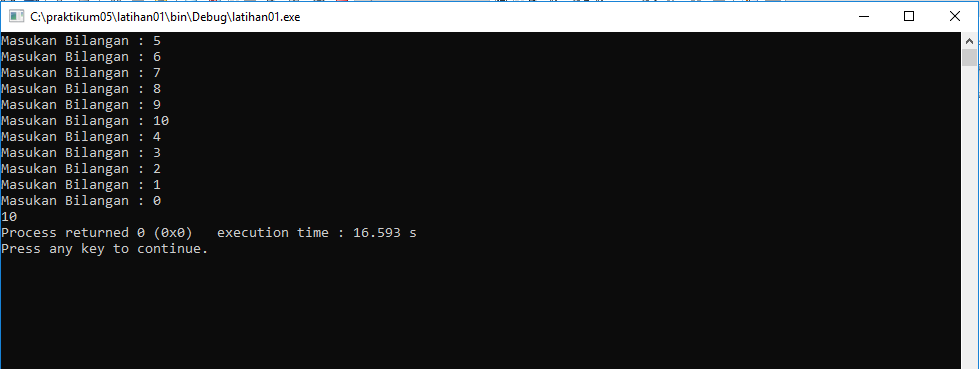 C:\praktikum05\latihan01\bin\Debug\latihan01.exe
Masukan Bilangan : 5
Masukan Bilangan : 6
Masukan Bilangan : 7
Masukan Bilangan : 8
Masukan Bilangan : 9
Masukan Bilangan : 10
Masukan Bilangan : 4
Masukan Bilangan : 3
Masukan Bilangan : 2
Masukan Bilangan : 1
Masukan Bilangan : 0
10
Process returned 0 (0x0)   execution time : 16.593 s
Press any key to continue.